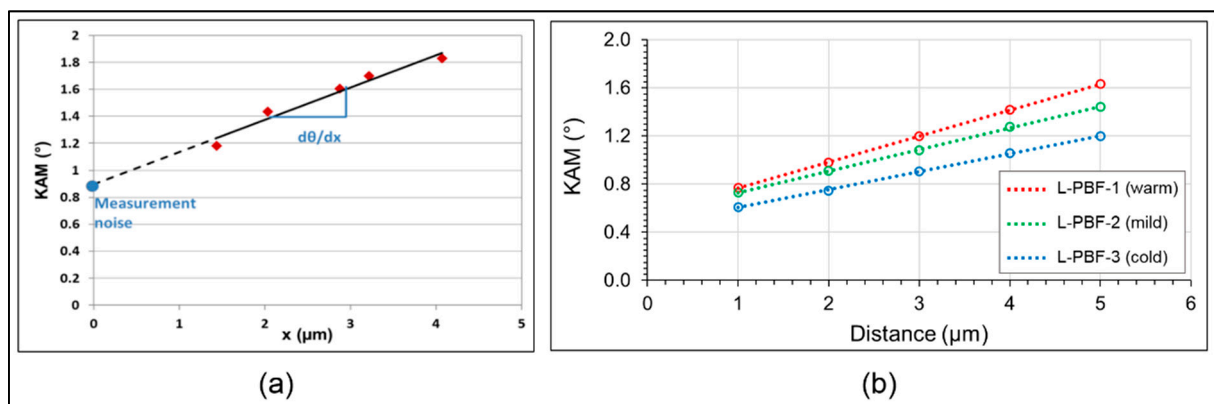 2
1.8
1.6
1.4
1.2
1
0.8
0.6
0.4
0.2
0
KAM (°)
dθ/dx
Measurement
noise
0 1 2 3 4 5
x (μm)
(a)
2.0
1.6
1.2
0.8
0.4
0.0
KAM (°)
L-PBF-1 (warm)
L-PBF-2 (mild)
L-PBF-3 (cold)
0 1 2 3 4 5 6
Distance (μm)
(b)